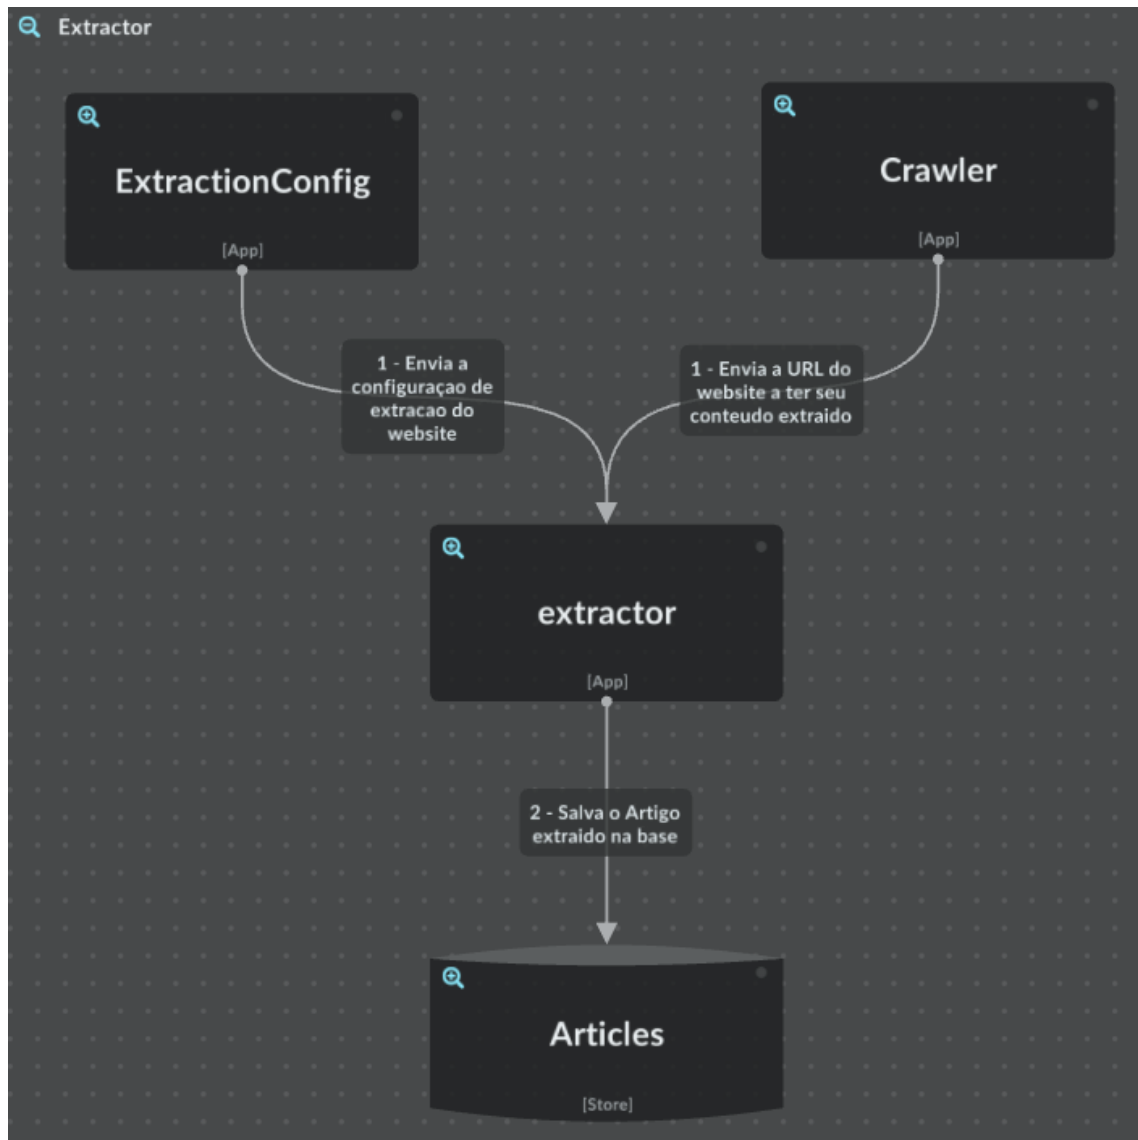 Extractor
ExtractionConfig
[App]
Crawler
[App]
1 - Envia a
configuraçao de
extracao do
website
1 - Envia a URL do
website a ter seu
conteudo extraido
extractor
[App]
2 - Salva o Artigo
extraido na base
Articles
[Store]